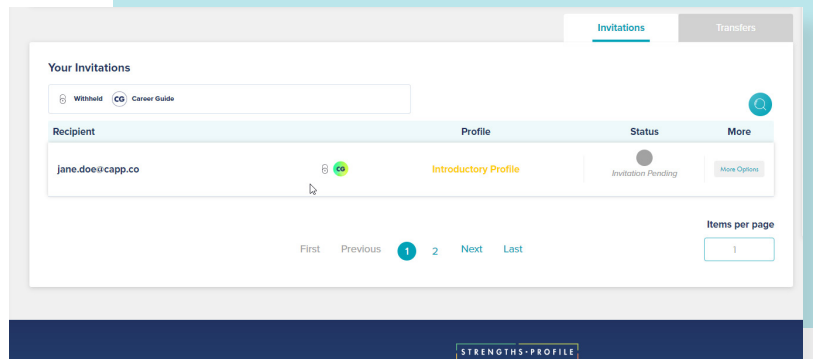 Invitations Transfers
Your Invitations
Withheld CG Career Guide
Recipient Profile Status More
jane.doe@capp.co CG Introductory Profile Invitation Pending More Options
Items per page
First Previous 1 2 Next Last 1
STRENGTHS·PROFILE